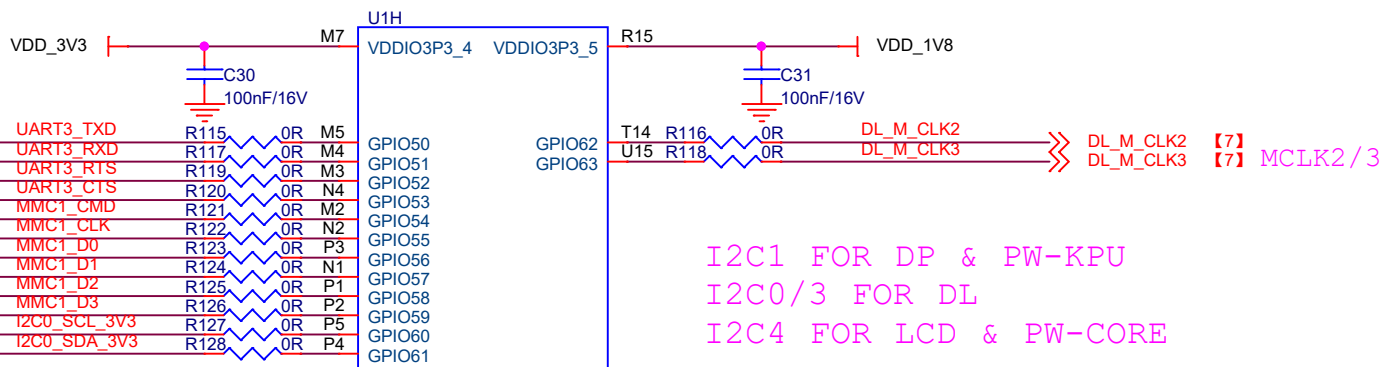 U1H
VDD_3V3 M7 VDDIO3P3_4 VDDIO3P3_5 R15 VDD_1V8
C30 C31
100nF/16V 100nF/16V
UART3_TXD R115 0R M5 GPIO50 GPIO62 T14 R116 0R DL_M_CLK2 DL_M_CLK2 【7】
UART3_RXD R117 0R M4 GPIO51 GPIO63 U15 R118 0R DL_M_CLK3 DL_M_CLK3 【7】 MCLK2/3
UART3_RTS R119 0R M3 GPIO52
UART3_CTS R120 0R N4 GPIO53
MMC1_CMD R121 0R M2 GPIO54
MMC1_CLK R122 0R N2 GPIO55
MMC1_D0 R123 0R P3 GPIO56
MMC1_D1 R124 0R N1 GPIO57
MMC1_D2 R125 0R P1 GPIO58
MMC1_D3 R126 0R P2 GPIO59
I2C0_SCL_3V3 R127 0R P5 GPIO60
I2C0_SDA_3V3 R128 0R P4 GPIO61
I2C1 FOR DP & PW-KPU
I2C0/3 FOR DL
I2C4 FOR LCD & PW-CORE